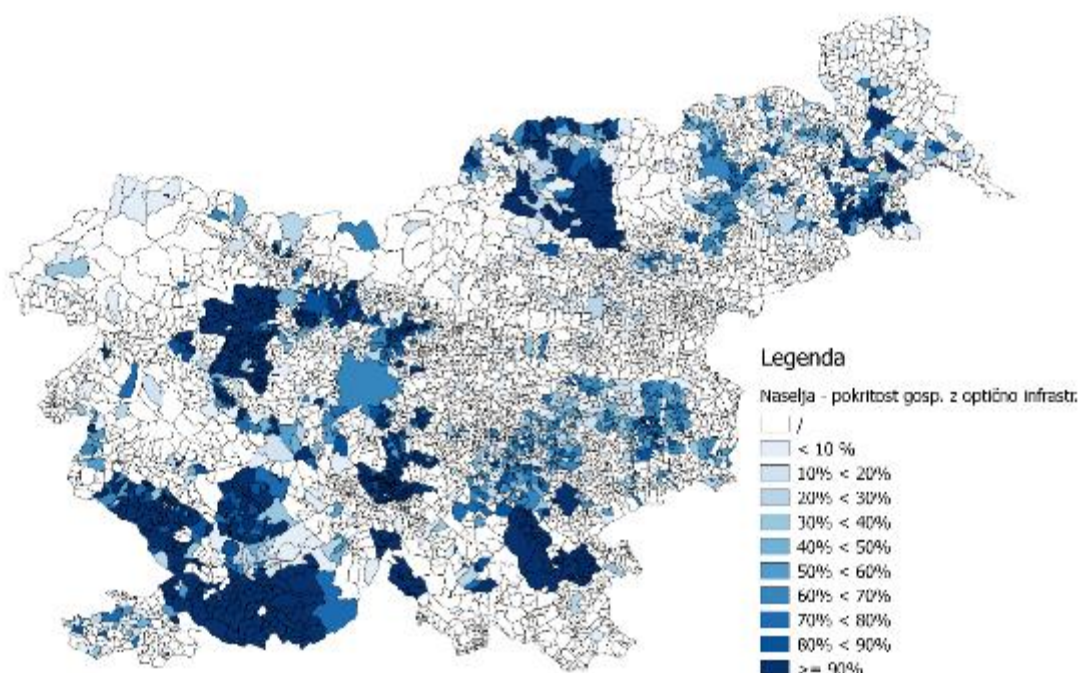 Legenda
Naselja - pokritost gosp. z optično infrastr.
/
< 10 %
10% < 20%
20% < 30%
30% < 40%
40% < 50%
50% < 60%
60% < 70%
70% < 80%
80% < 90%
>= 90%